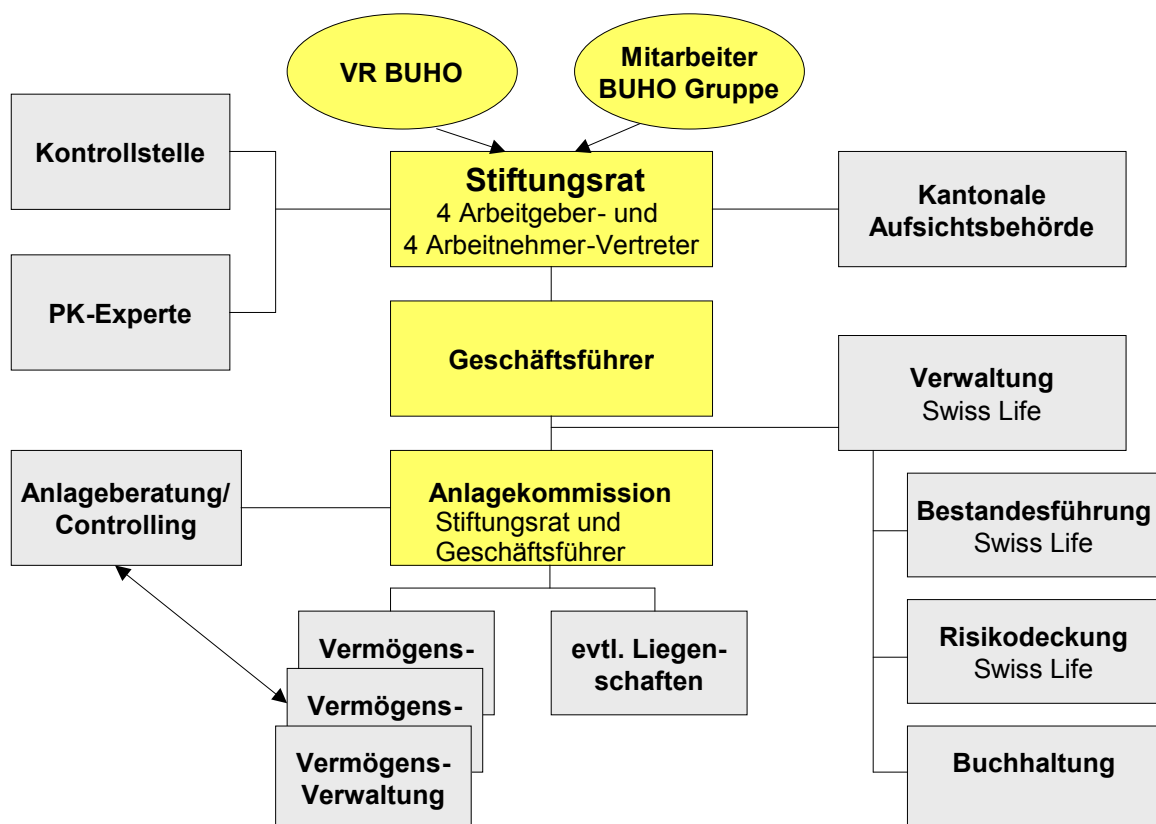 VR BUHO
Mitarbeiter
BUHO Gruppe
Kontrollstelle
Stiftungsrat
4 Arbeitgeber- und
4 Arbeitnehmer-Vertreter
Kantonale
Aufsichtsbehörde
PK-Experte
Geschäftsführer
Verwaltung
Swiss Life
Anlageberatung/
Controlling
Anlagekommission
Stiftungsrat und
Geschäftsführer
Bestandesführung
Swiss Life
Vermögens-
evtl. Liegen-
schaften
Risikodeckung
Swiss Life
Vermögens-
Vermögens-
Verwaltung
Buchhaltung